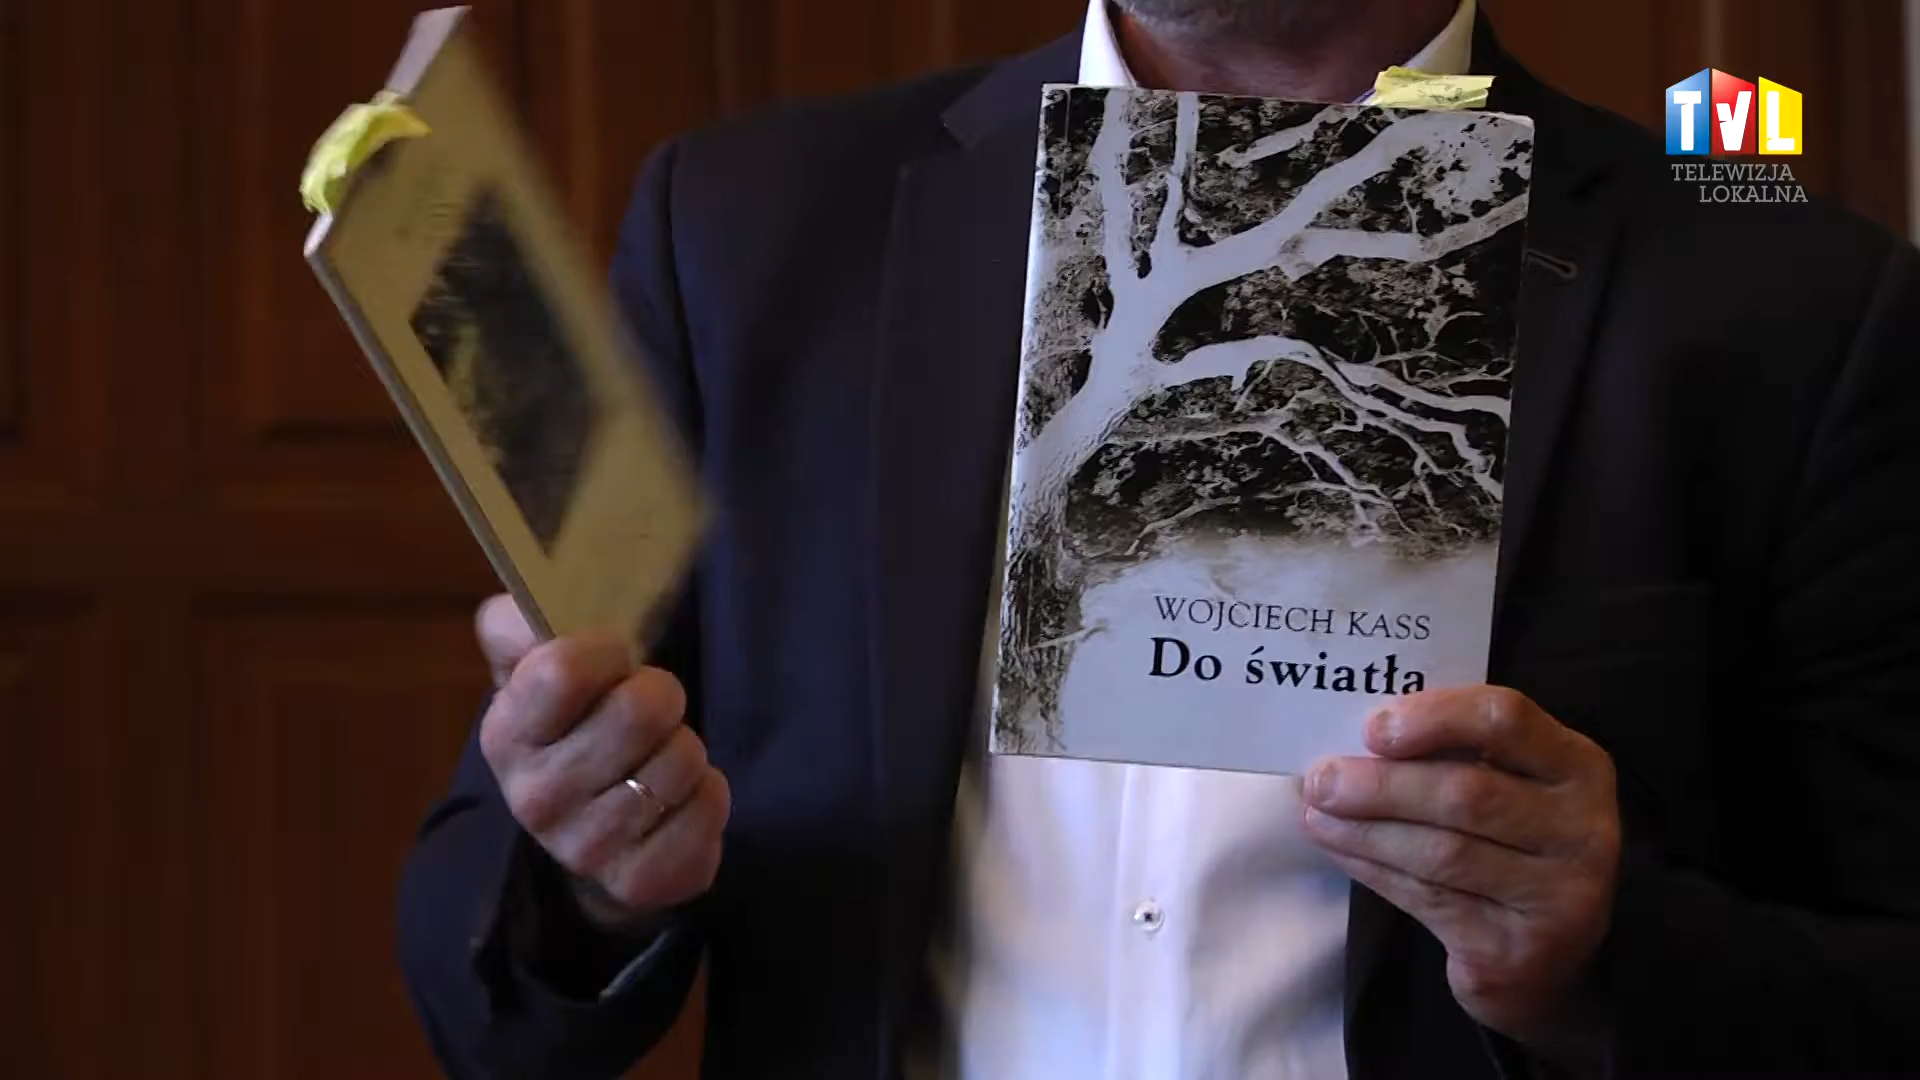 TVL
TELEWIZJA
LOKALNA
WOJCIECH KASS
Do światła